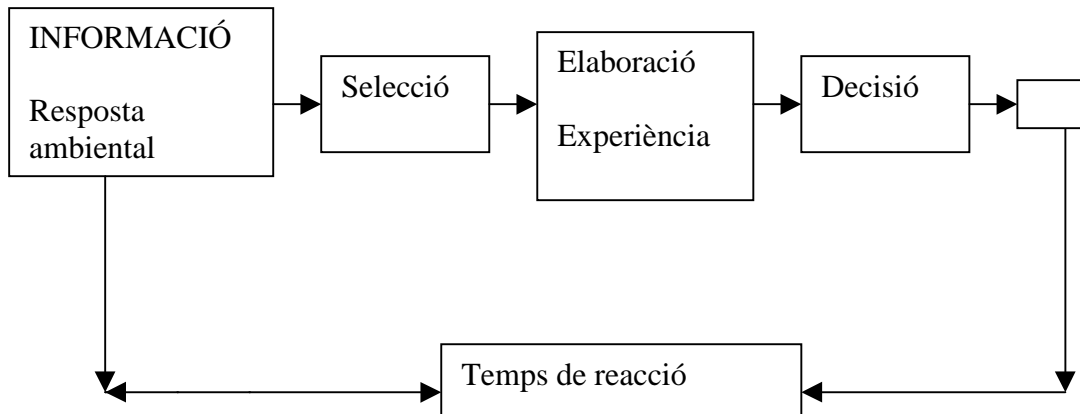 INFORMACIÓ
Resposta
ambiental
Selecció
Elaboració
Experiència
Decisió
Temps de reacció